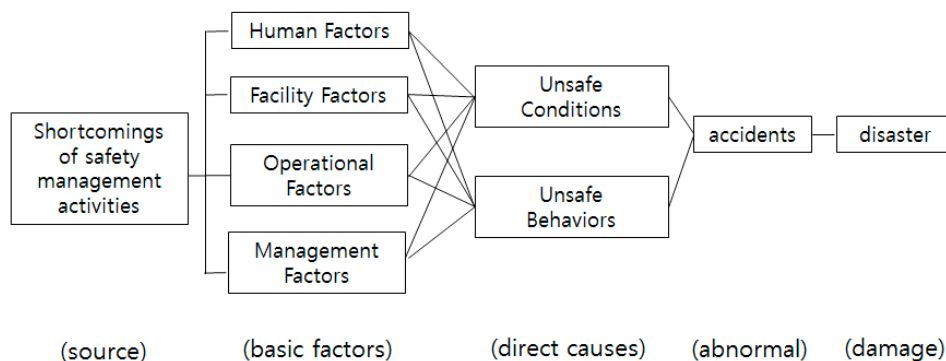 Shortcomings
of safety
management
activities
Human Factors
Facility Factors
Operational
Factors
Management
Factors
Unsafe
Conditions
Unsafe
Behaviors
accidents
disaster
(source)
(basic factors)
(direct causes)
(abnormal)
(damage)